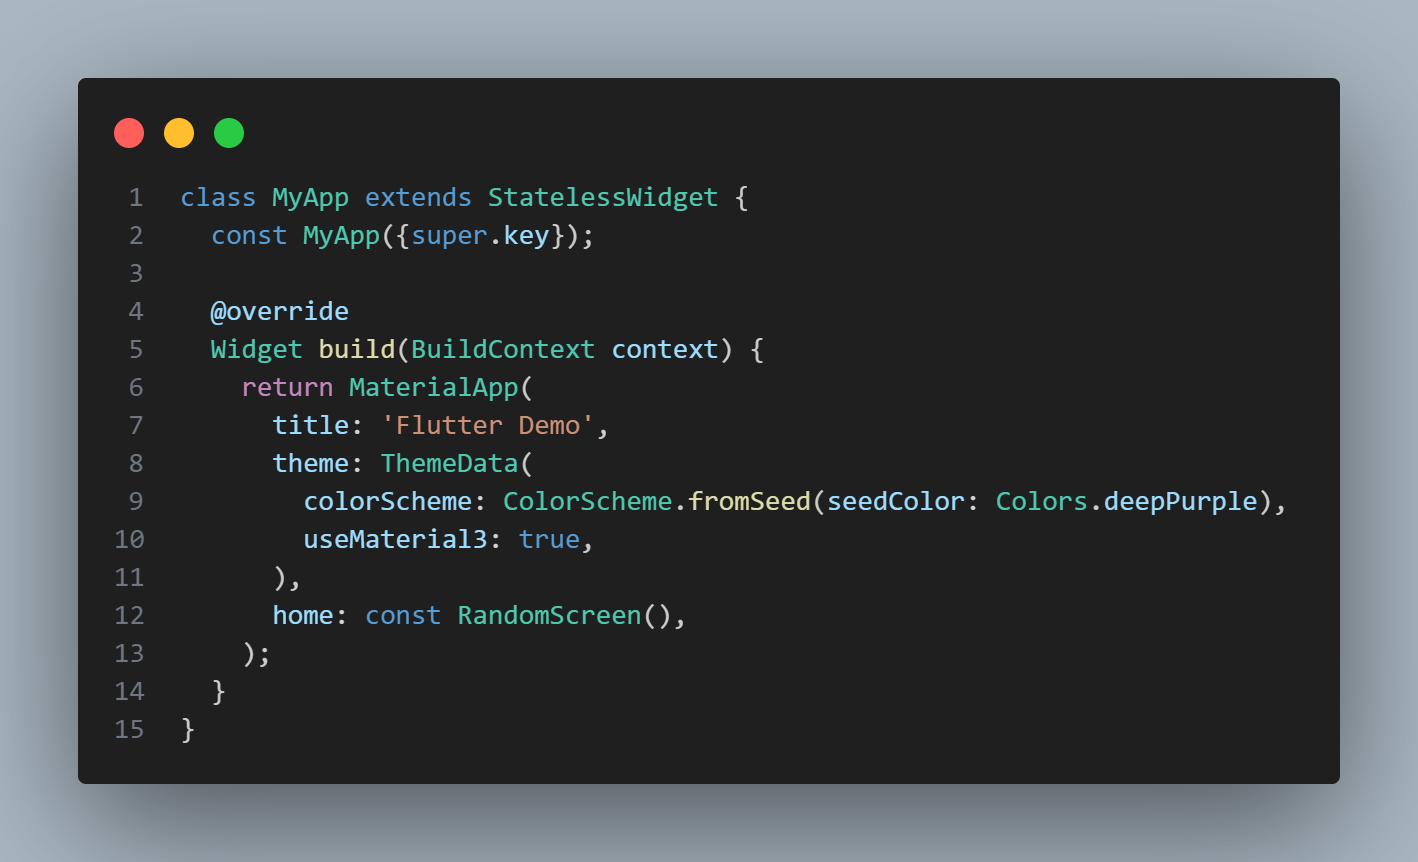 1 class MyApp extends StatelessWidget {
2   const MyApp({super.key});
3
4   @override
5   Widget build(BuildContext context) {
6     return MaterialApp(
7       title: 'Flutter Demo',
8       theme: ThemeData(
9         colorScheme: ColorScheme.fromSeed(seedColor: Colors.deepPurple),
10         useMaterial3: true,
11       ),
12       home: const RandomScreen(),
13     );
14   }
15 }